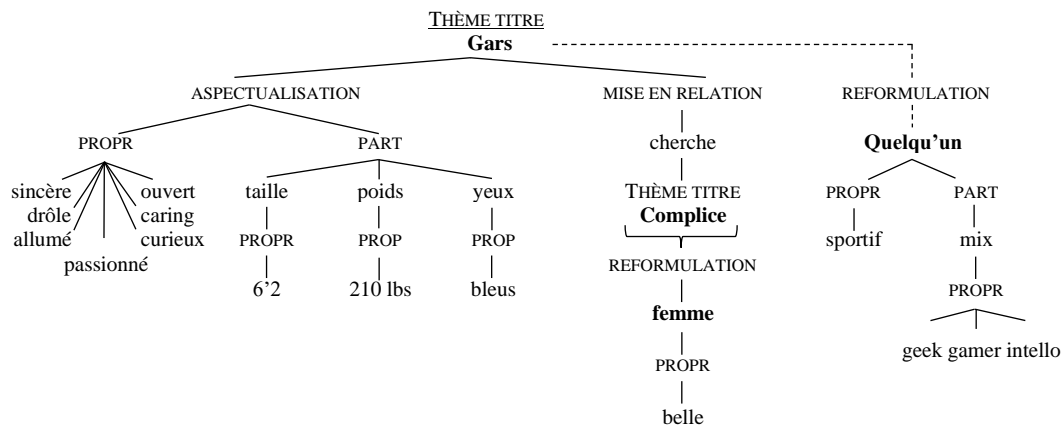 THÈME TITRE
Gars
ASPECTUALISATION MISE EN RELATION REFORMULATION
PROPR PART cherche Quelqu'un
sincère ouvert taille poids yeux THÈME TITRE PROPR PART
drôle caring Complice
allumé curieux PROPR PROP PROP sportif mix
passionné REFORMULATION
6'2 210 lbs bleus PROPR
femme
geek gamer intello
PROPR
belle